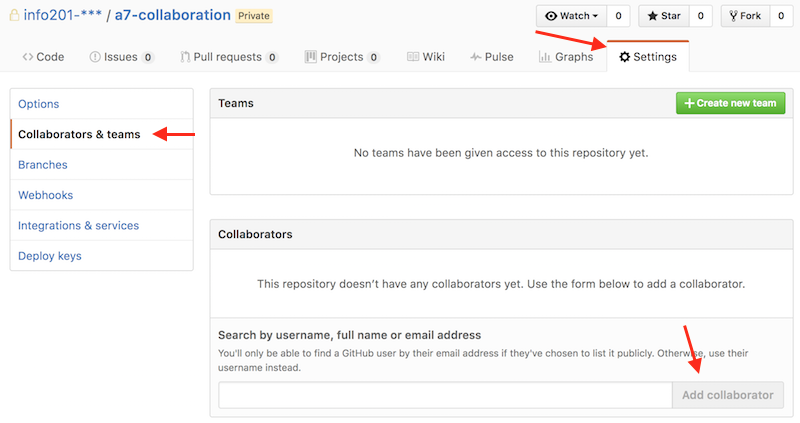 info201-*** / a7-collaboration Private Watch 0 Star 0 Fork 0
Code Issues 0 Pull requests 0 Projects 0 Wiki Pulse Graphs Settings
Options
Collaborators & teams
Branches
Webhooks
Integrations & services
Deploy keys
Teams Create new team
No teams have been given access to this repository yet.
Collaborators
This repository doesn't have any collaborators yet. Use the form below to add a collaborator.
Search by username, full name or email address
You'll only be able to find a GitHub user by their email address if they've chosen to list it publicly. Otherwise, use their
username instead.
Add collaborator